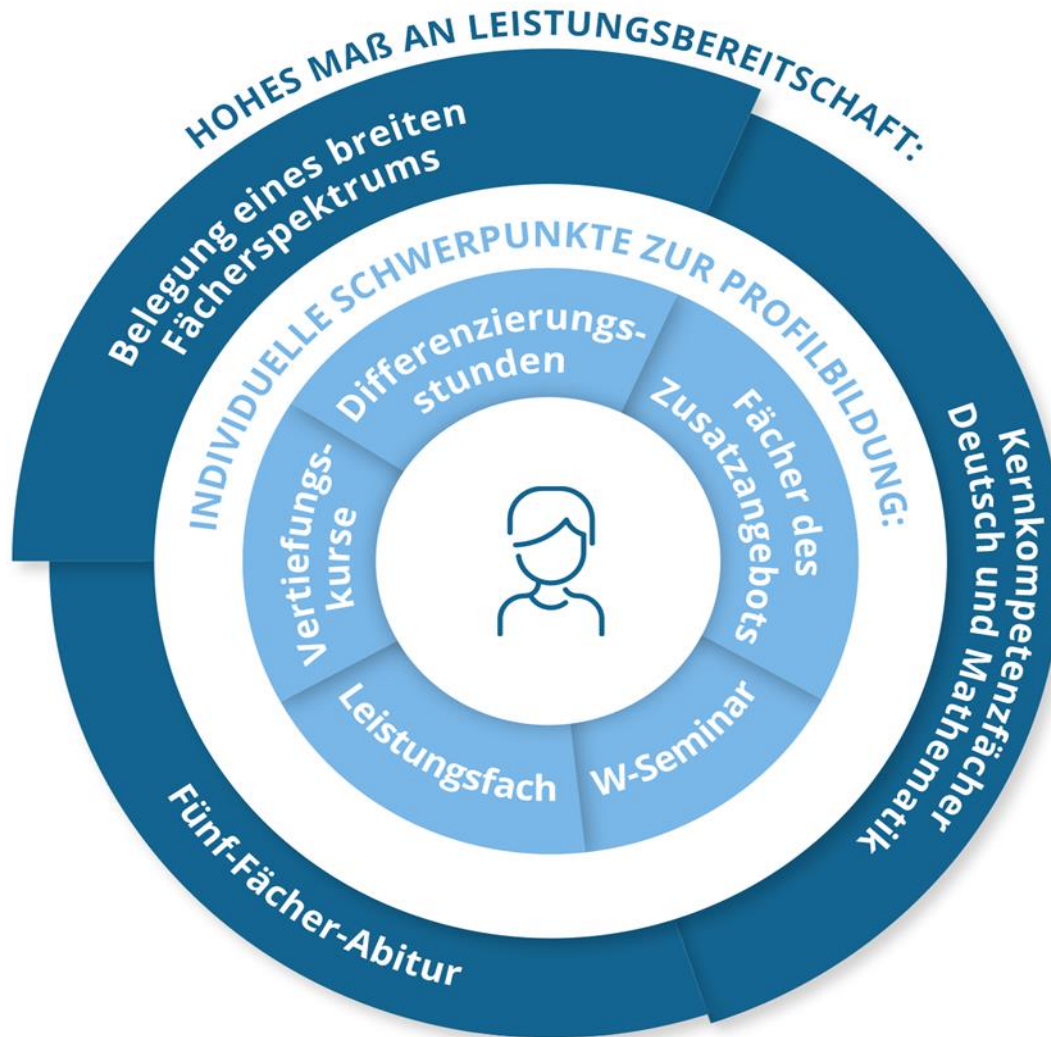 HOHES MAß AN LEISTUNGSBEREITSCHAFT:
Belegung eines breiten
Fächerspektrums
Kernkompetenzfächer
Deutsch und Mathematik
Fünf-Fächer-Abitur
INDIVIDUELLE SCHWERPUNKTE ZUR PROFILBILDUNG:
Differenzierungs-
stunden
Fächer des
Zusatzangebots
W-Seminar
Leistungsfach
Vertiefungs-
kurse